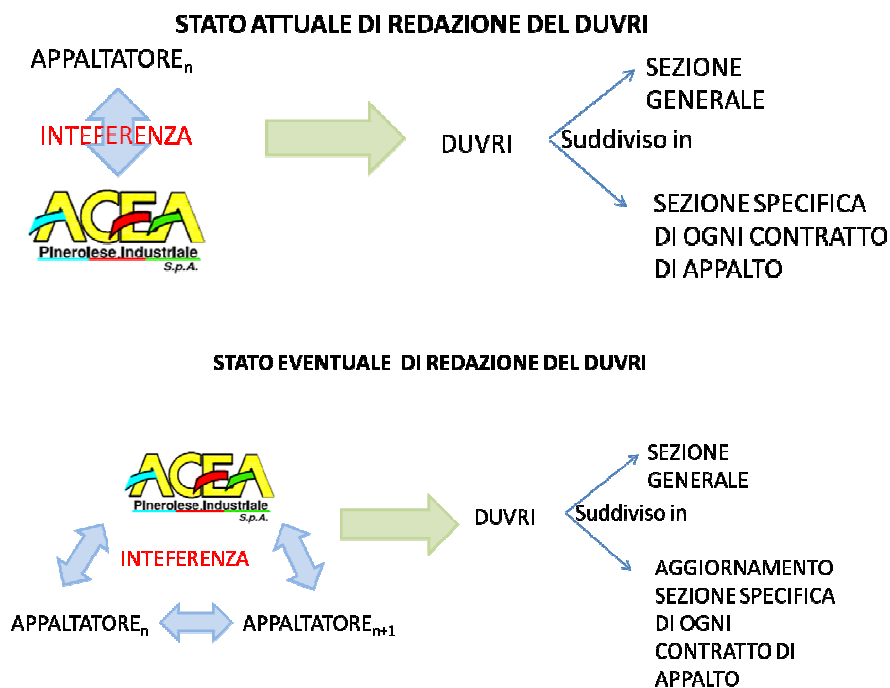 STATO ATTUALE DI REDAZIONE DEL DUVRI
APPALTATOREn
INTEFERENZA
ACEA
Pinerolese.Industriale
S.p.A.
DUVRI
Suddiviso in
SEZIONE
GENERALE
SEZIONE SPECIFICA
DI OGNI CONTRATTO
DI APPALTO
STATO EVENTUALE DI REDAZIONE DEL DUVRI
ACEA
Pinerolese.Industriale
S.p.A.
INTEFERENZA
APPALTATOREn
APPALTATOREn+1
DUVRI
Suddiviso in
SEZIONE
GENERALE
AGGIORNAMENTO
SEZIONE SPECIFICA
DI OGNI
CONTRATTO DI
APPALTO